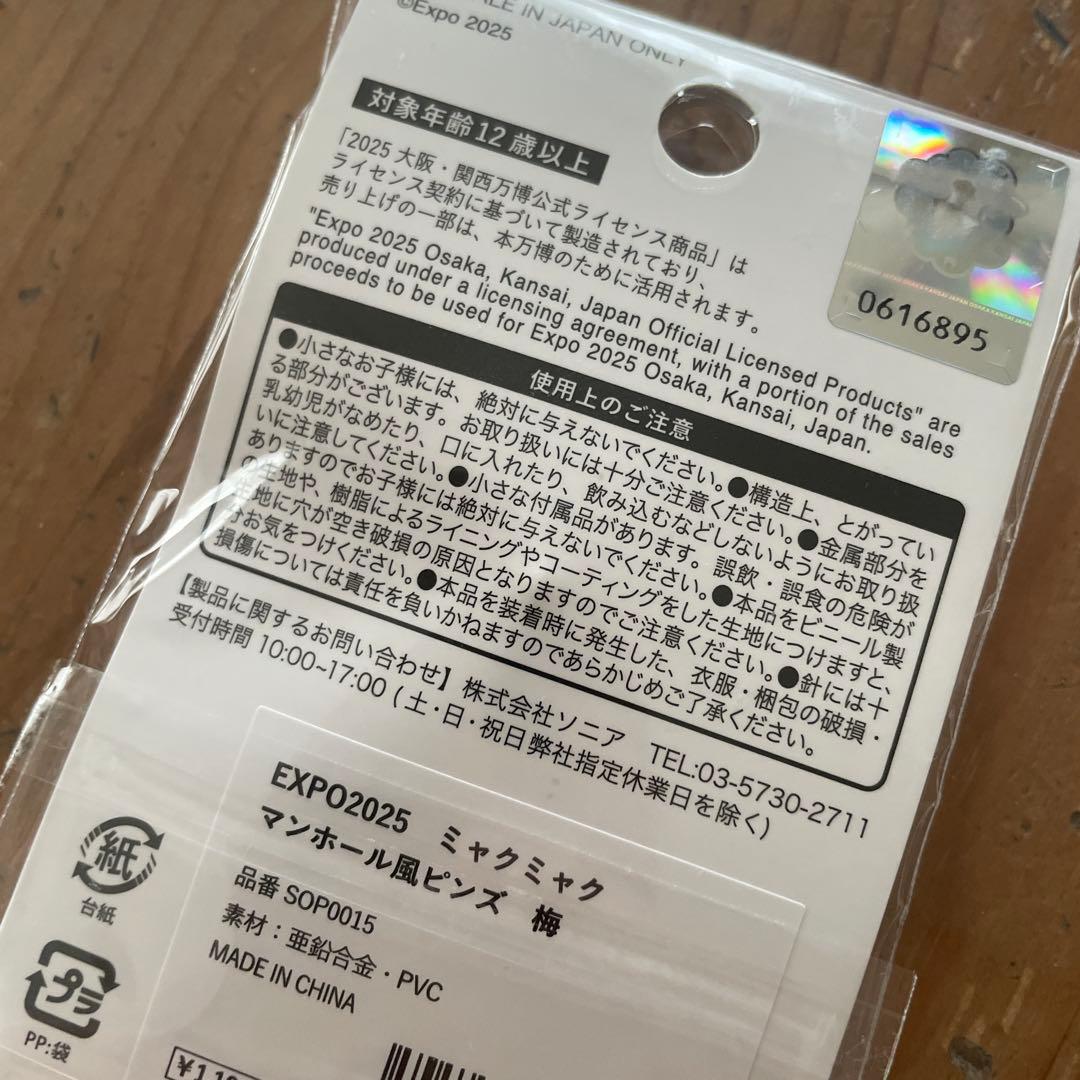 SALE IN JAPAN ONLY
©Expo 2025
対象年齢12歳以上
「2025 大阪・関西万博公式ライセンス商品」は
ライセンス契約に基づいて製造されており、
売り上げの一部は、本万博のために活用されます。
"Expo 2025 Osaka, Kansai, Japan Official Licensed Products" are
produced under a licensing agreement, with a portion of the sales
proceeds to be used for Expo 2025 Osaka, Kansai, Japan.
0616895
使用上のご注意
●小さなお子様には、絶対に与えないでください。●構造上、とがってい
る部分がございます。お取り扱いには十分ご注意ください。●金属部分を
乳幼児がなめたり、口に入れたり、飲み込むなどしないようにお取り扱
いに注意してください。●小さな付属品があります。誤飲・誤食の危険が
ありますのでお子様には絶対に与えないでください。●本品をビニール製
の生地や、樹脂によるライニングやコーティングをした生地につけますと、
生地に穴が空き破損の原因となりますのでご注意ください。●針には十
分お気をつけください。●本品を装着時に発生した、衣服・梱包の破損・
損傷については責任を負いかねますのであらかじめご了承ください。
【製品に関するお問い合わせ】株式会社ソニア TEL:03-5730-2711
受付時間 10:00~17:00 (土・日・祝日弊社指定休業日を除く)
EXPO2025 ミャクミャク
マンホール風ピンズ 梅
品番 SOP0015
素材：亜鉛合金・PVC
MADE IN CHINA
紙
台紙
プラ
PP:袋